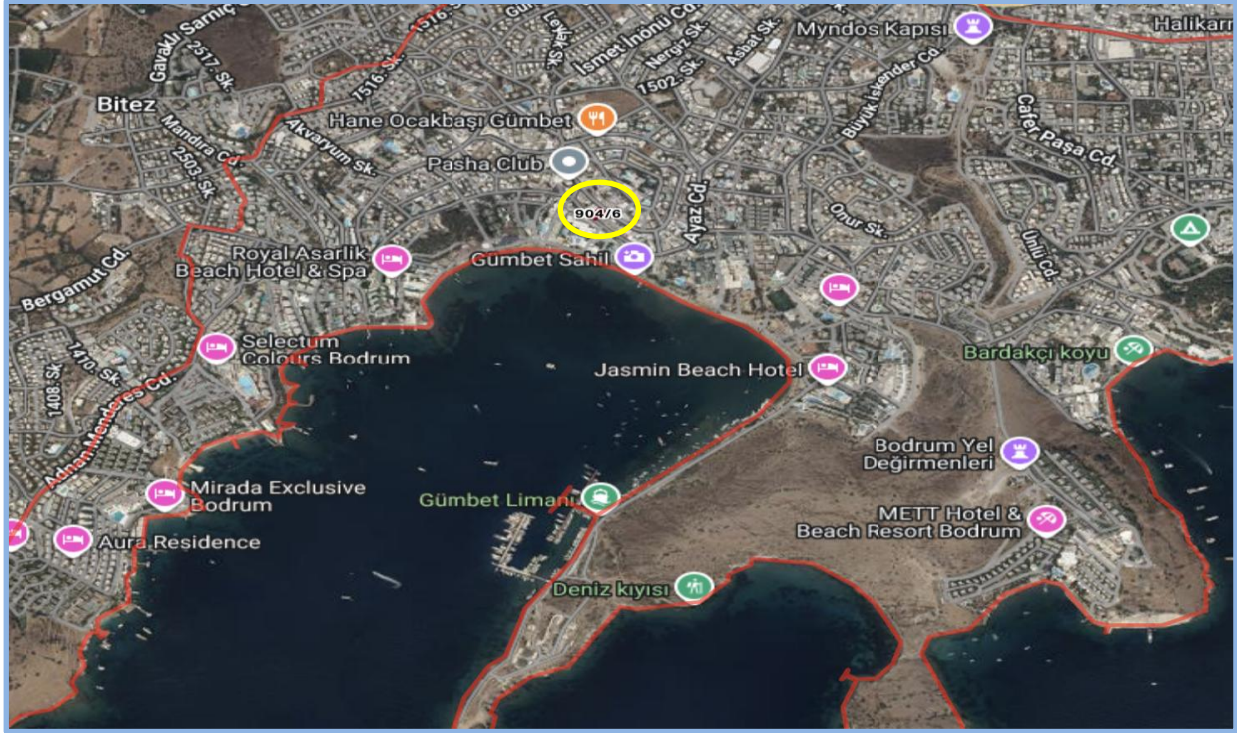 Gavaklı Sarnıç
2517. Sk.
1516. S
Levak Sk
İsmet İnönü Cd.
Nergiz Sk.
Asbat Sk.
Myndos Kapısı
Halikarn
7516. Sk.
1502. Sk.
Bitez
Hane Ocakbaşı Gümbet
Büyük İskender Cd.
Cafer Paşa Cd.
Mandıra Cd.
Akvaryum Sk.
2503. Sk.
Pasha Club
904/6
Ayaz Cd.
Onur Sk.
Ünlü Cd.
Royal Asarlik
Beach Hotel & Spa
Gümbet Sahil
Bergamut Cd.
Selectum
Colours Bodrum
1410. Sk.
1408. Sk
Jasmin Beach Hotel
Bardakçı koyu
Adnan Menderes Cd.
Bodrum Yel
Değirmenleri
Mirada Exclusive
Bodrum
Gümbet Limanı
METT Hotel &
Beach Resort Bodrum
Aura Residence
Deniz kıyısı